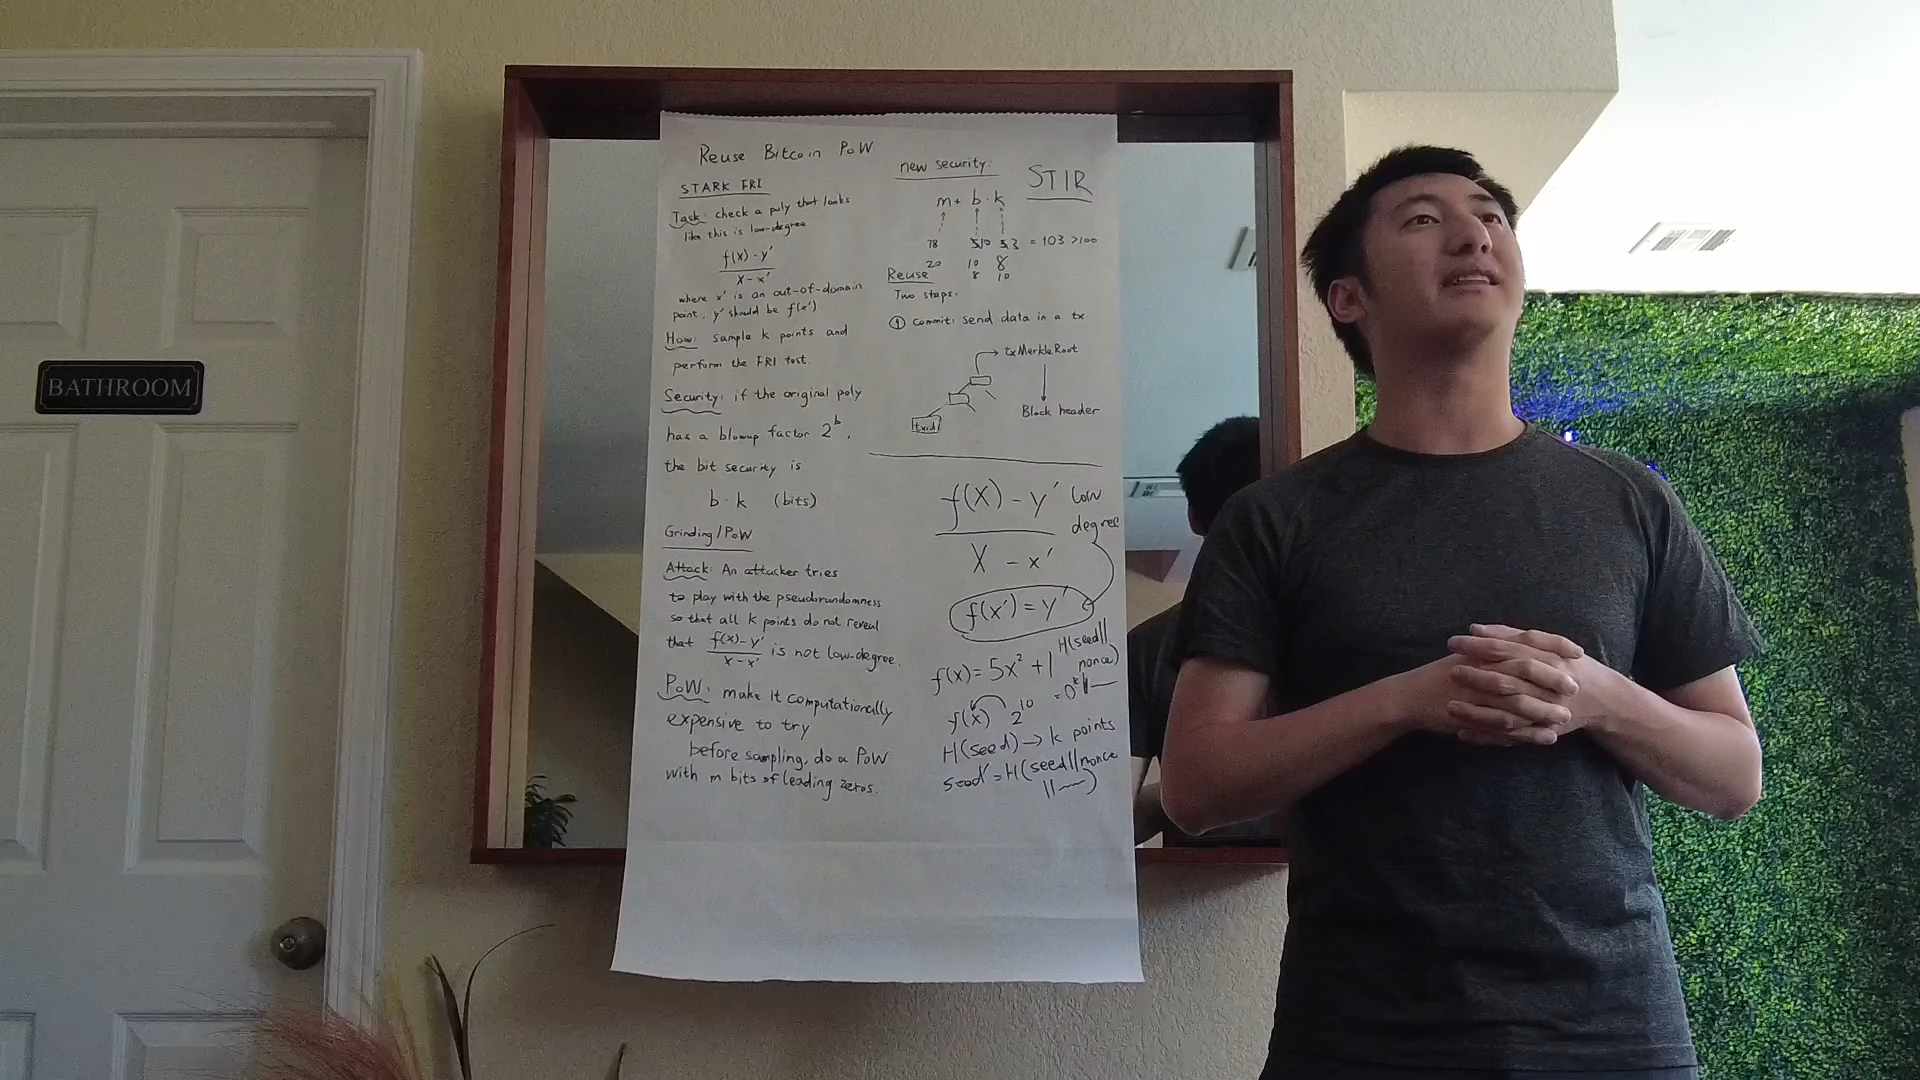 BATHROOM
Reuse Bitcoin PoW
STARK FRI
Task: check a poly that looks
like this is low-degree
f(x) - y'
x - x'
where x' is an out-of-domain
point, y' should be f(x')
How: sample k points and
perform the FRI test.
Security: if the original poly
has a blowup factor 2^b,
the bit security is
b · k (bits)
Grinding/PoW
Attack: An attacker tries
to play with the pseudorandomness
so that all k points do not reveal
that f(x)-y' / x-x' is not low-degree.
PoW: make it computationally
expensive to try
before sampling, do a PoW
with m bits of leading zeros.
new security:
STIR
m + b · k
78 10 3 = 103 >100
20 10 8
8 10
Reuse
Two steps.
① Commit: send data in a tx
txMerkleRoot
Block header
txid
f(X) - y' low
degree
X - x'
f(x') = y'
f(x) = 5x² + 1
H(seed||
nonce)
= 0^k||
f(x) 2^10
H(seed) → k points
seed' = H(seed||nonce
||)